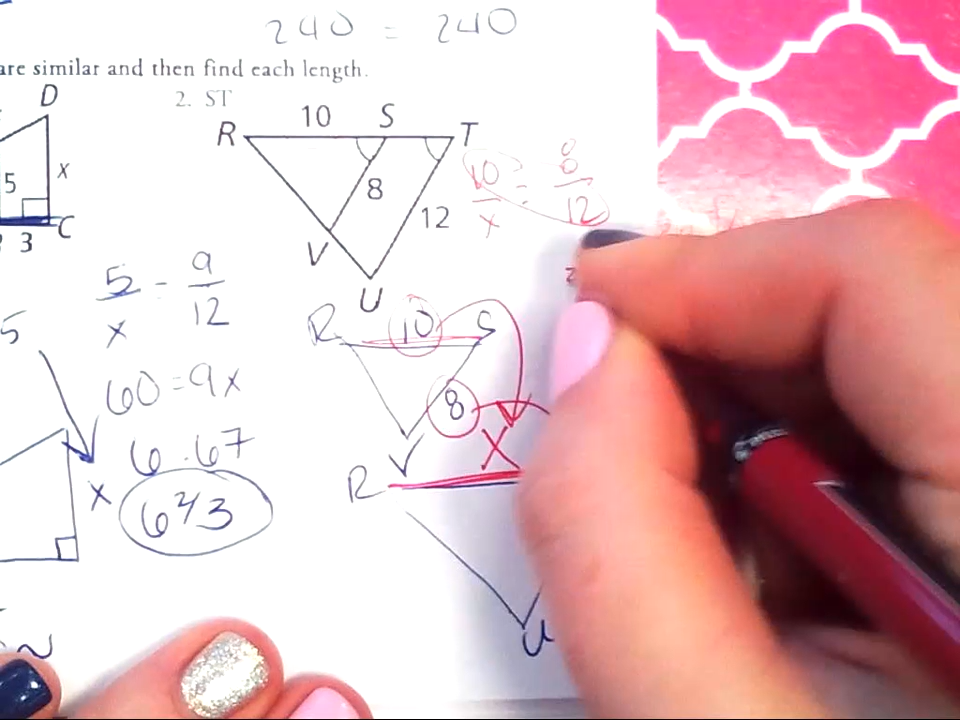 240 = 240
are similar and then find each length.
D
5
x
3
C
2. ST
R
10
S
T
8
12
V
U
10/x = 8/12
5/x = 9/12
60 = 9x
6.67
6 2/3
5
x
R
10
S
8
V
R
X
U